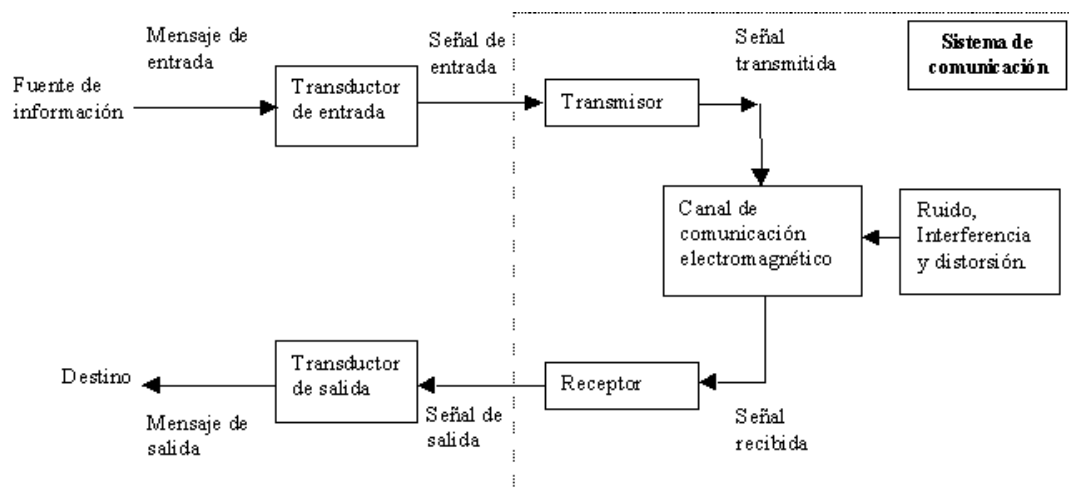 Mensaje de
entrada
Señal de
entrada
Señal
transmitida
Sistema de
comunicación
Fuente de
información
Transductor
de entrada
Transmisor
Canal de
comunicación
electromagnético
Ruido,
Interferencia
y distorsión.
Destino
Transductor
de salida
Receptor
Mensaje de
salida
Señal de
salida
Señal
recibida